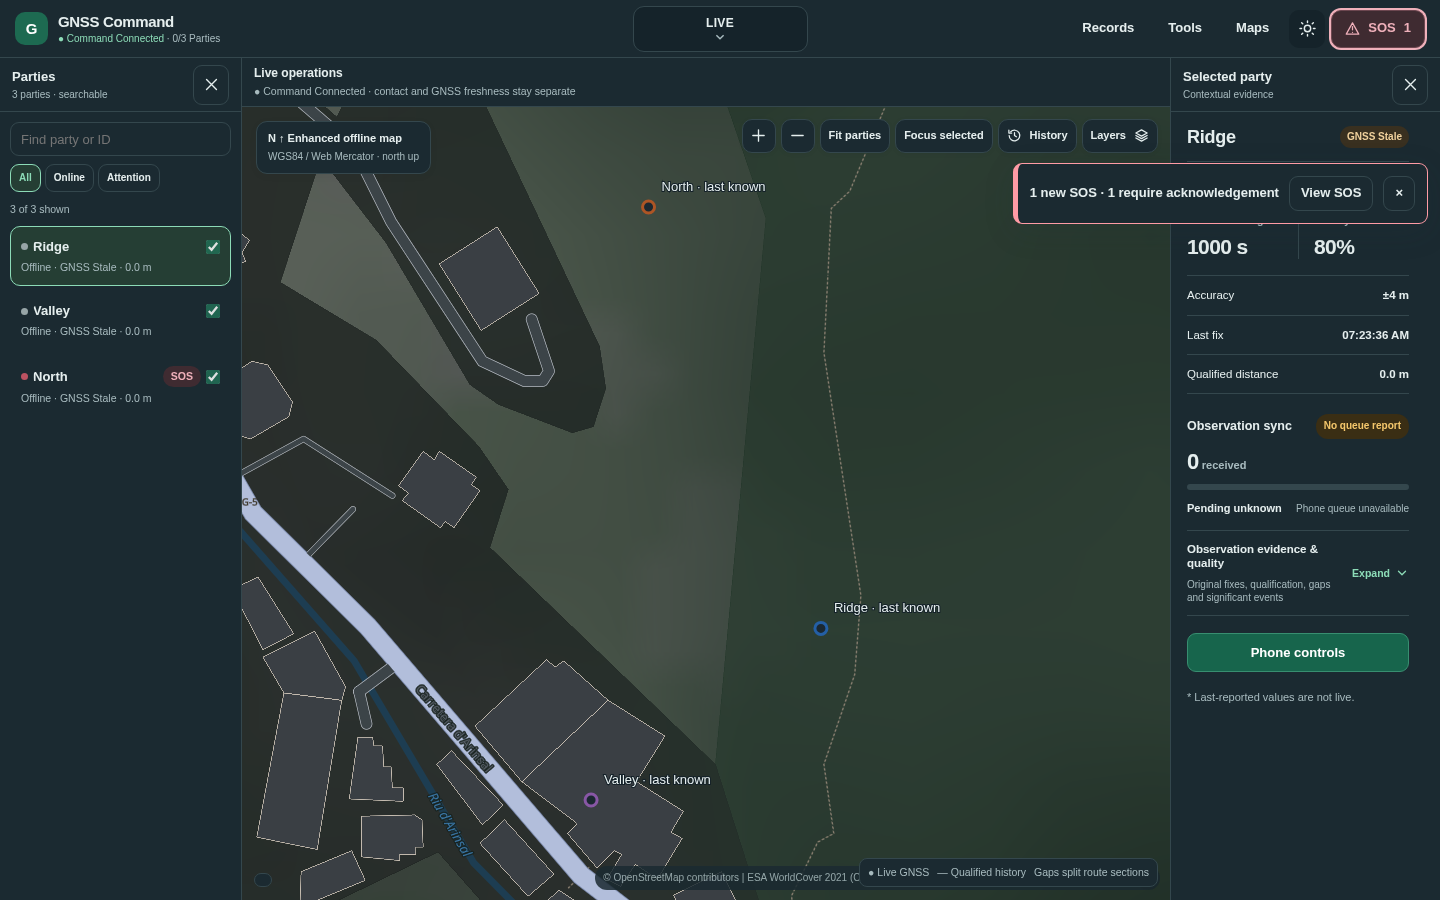 G
GNSS Command
● Command Connected · 0/3 Parties
LIVE
Records
Tools
Maps
SOS 1
Parties
3 parties · searchable
Find party or ID
All
Online
Attention
3 of 3 shown
Ridge
Offline · GNSS Stale · 0.0 m
Valley
Offline · GNSS Stale · 0.0 m
North
SOS
Offline · GNSS Stale · 0.0 m
Live operations
● Command Connected · contact and GNSS freshness stay separate
N ↑ Enhanced offline map
WGS84 / Web Mercator · north up
Fit parties
Focus selected
History
Layers
North · last known
Ridge · last known
Valley · last known
G-5
Carretera d'Arinsal
Riu d'Arinsal
© OpenStreetMap contributors | ESA WorldCover 2021 (C
● Live GNSS — Qualified history Gaps split route sections
Selected party
Contextual evidence
Ridge
GNSS Stale
1 new SOS · 1 require acknowledgement
View SOS
×
1000 s
80%
Accuracy
±4 m
Last fix
07:23:36 AM
Qualified distance
0.0 m
Observation sync
No queue report
0 received
Pending unknown
Phone queue unavailable
Observation evidence &
quality
Original fixes, qualification, gaps
and significant events
Expand
Phone controls
* Last-reported values are not live.